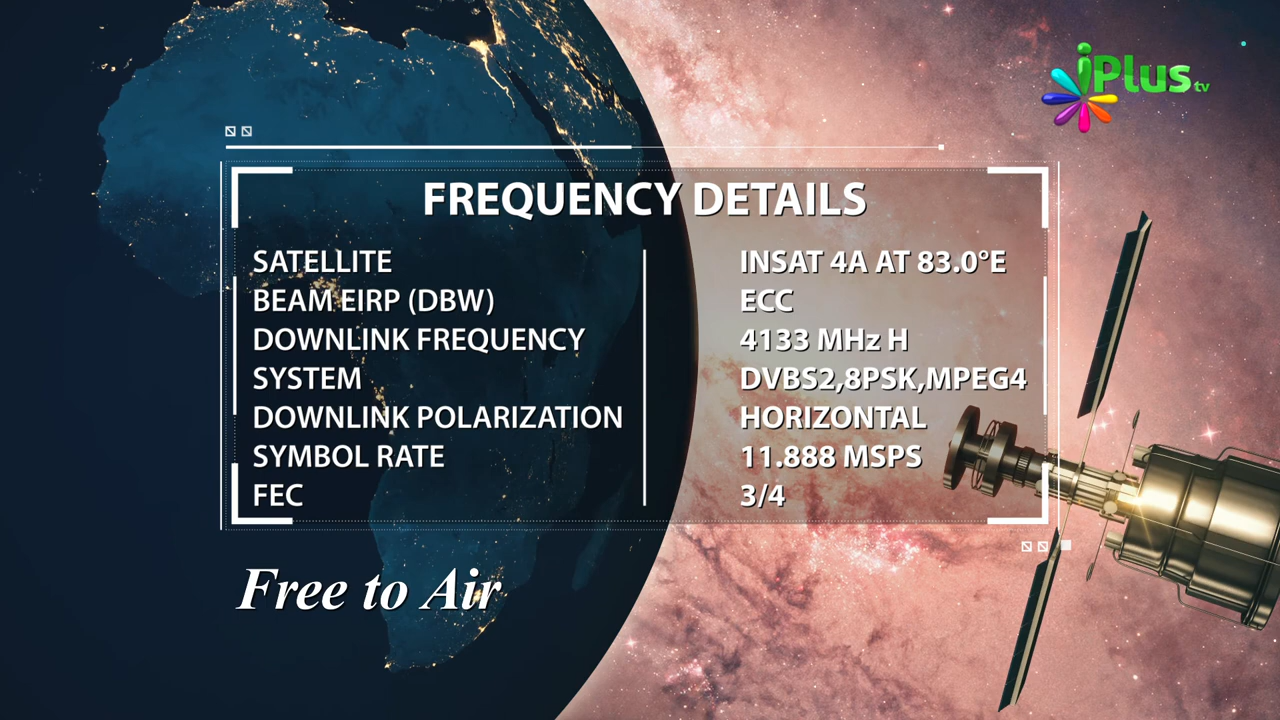 iPlus tv
FREQUENCY DETAILS
SATELLITE INSAT 4A AT 83.0°E
BEAM EIRP (DBW) ECC
DOWNLINK FREQUENCY 4133 MHz H
SYSTEM DVBS2,8PSK,MPEG4
DOWNLINK POLARIZATION HORIZONTAL
SYMBOL RATE 11.888 MSPS
FEC 3/4
Free to Air